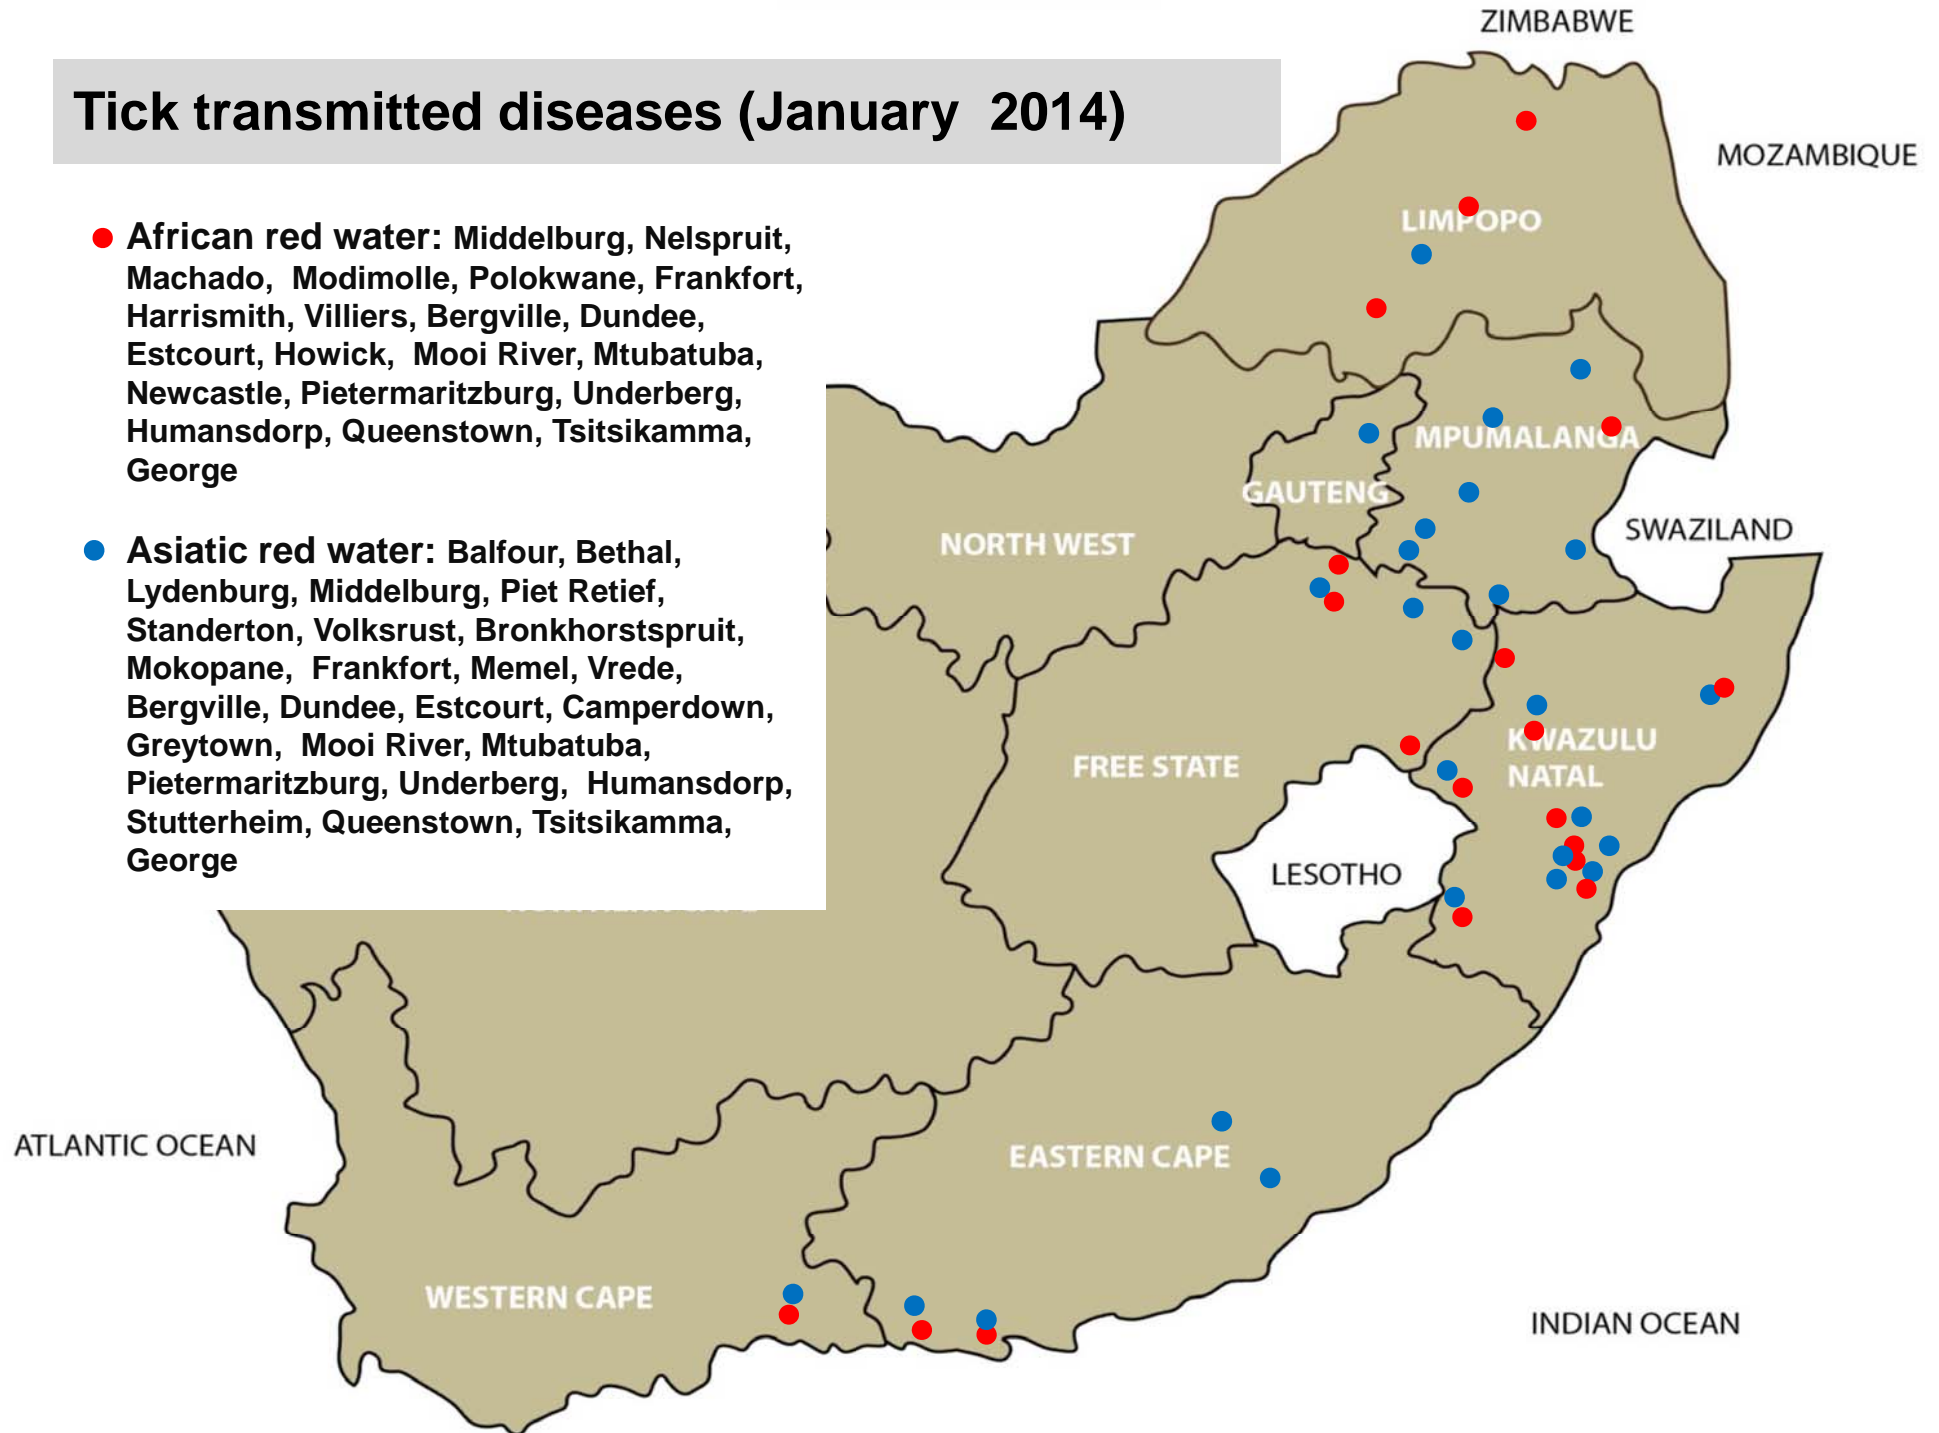 ZIMBABWE
Tick transmitted diseases (January 2014)
MOZAMBIQUE
African red water: Middelburg, Nelspruit,
Machado, Modimolle, Polokwane, Frankfort,
Harrismith, Villiers, Bergville, Dundee,
Estcourt, Howick, Mooi River, Mtubatuba,
Newcastle, Pietermaritzburg, Underberg,
Humansdorp, Queenstown, Tsitsikamma,
George
Asiatic red water: Balfour, Bethal,
Lydenburg, Middelburg, Piet Retief,
Standerton, Volksrust, Bronkhorstspruit,
Mokopane, Frankfort, Memel, Vrede,
Bergville, Dundee, Estcourt, Camperdown,
Greytown, Mooi River, Mtubatuba,
Pietermaritzburg, Underberg, Humansdorp,
Stutterheim, Queenstown, Tsitsikamma,
George
LIMPOPO
MPUMALANGA
GAUTENG
SWAZILAND
NORTH WEST
KWAZULU
NATAL
FREE STATE
LESOTHO
ATLANTIC OCEAN
EASTERN CAPE
WESTERN CAPE
INDIAN OCEAN